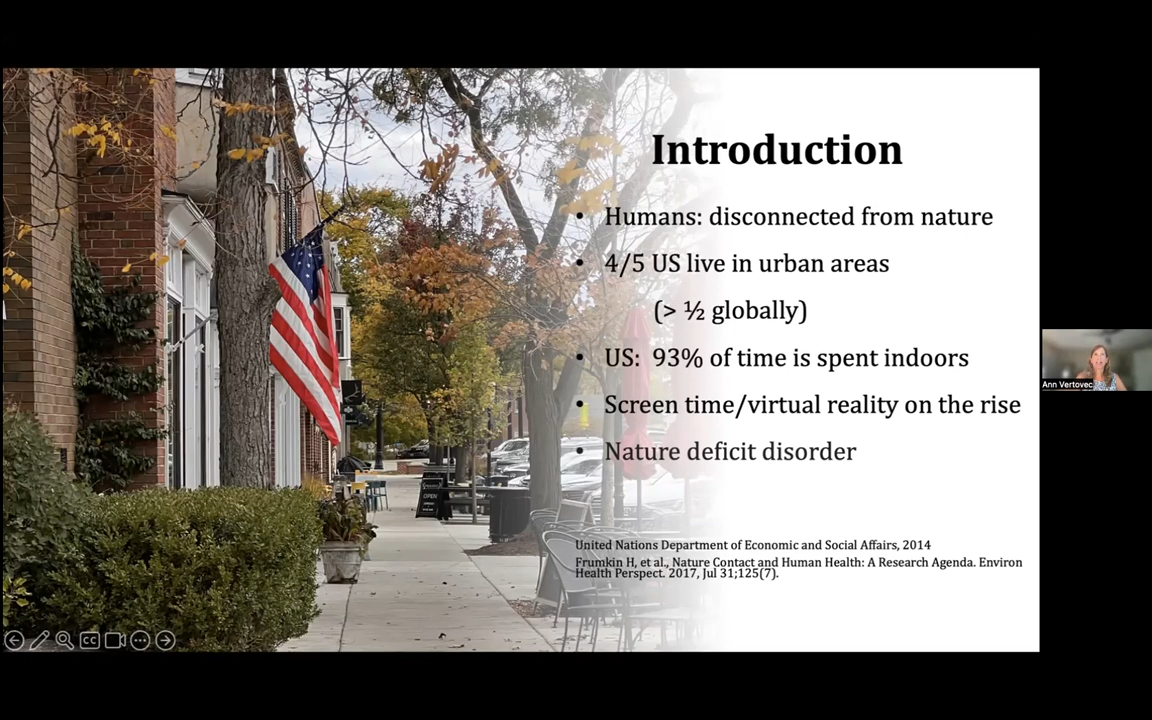 Introduction
• Humans: disconnected from nature
• 4/5 US live in urban areas
(> ½ globally)
• US: 93% of time is spent indoors
• Screen time/virtual reality on the rise
• Nature deficit disorder
United Nations Department of Economic and Social Affairs, 2014
Frumkin H, et al., Nature Contact and Human Health: A Research Agenda. Environ
Health Perspect. 2017, Jul 31;125(7).
OPEN
Ann Vertovec
CC